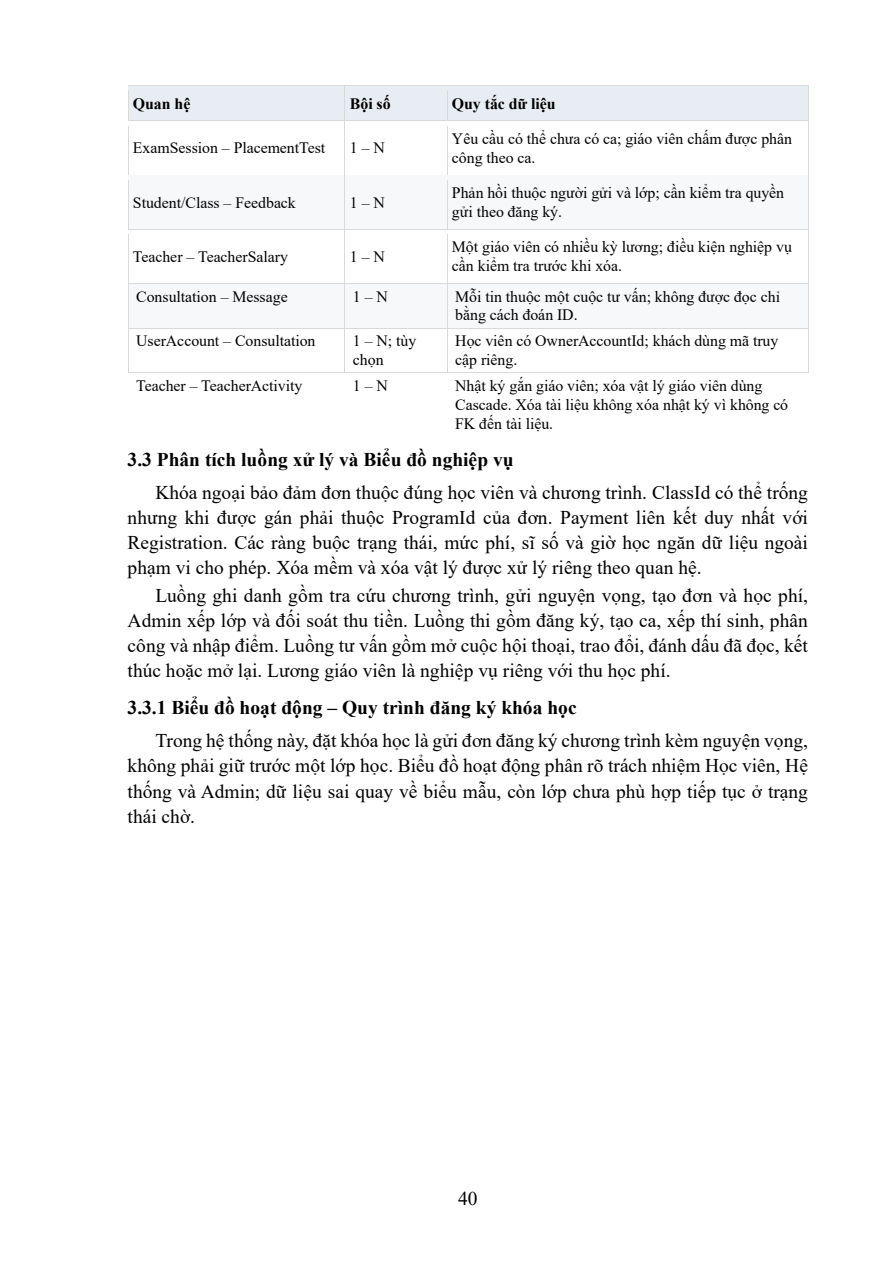 Quan hệ Bội số Quy tắc dữ liệu
ExamSession – PlacementTest 1 – N Yêu cầu có thể chưa có ca; giáo viên chấm được phân
công theo ca.
Student/Class – Feedback 1 – N Phản hồi thuộc người gửi và lớp; cần kiểm tra quyền
gửi theo đăng ký.
Teacher – TeacherSalary 1 – N Một giáo viên có nhiều kỳ lương; điều kiện nghiệp vụ
cần kiểm tra trước khi xóa.
Consultation – Message 1 – N Mỗi tin thuộc một cuộc tư vấn; không được đọc chỉ
bằng cách đoán ID.
UserAccount – Consultation 1 – N; tùy Học viên có OwnerAccountId; khách dùng mã truy
chọn cập riêng.
Teacher – TeacherActivity 1 – N Nhật ký gắn giáo viên; xóa vật lý giáo viên dùng
Cascade. Xóa tài liệu không xóa nhật ký vì không có
FK đến tài liệu.
3.3 Phân tích luồng xử lý và Biểu đồ nghiệp vụ
Khóa ngoại bảo đảm đơn thuộc đúng học viên và chương trình. ClassId có thể trống
nhưng khi được gán phải thuộc ProgramId của đơn. Payment liên kết duy nhất với
Registration. Các ràng buộc trạng thái, mức phí, sĩ số và giờ học ngăn dữ liệu ngoài
phạm vi cho phép. Xóa mềm và xóa vật lý được xử lý riêng theo quan hệ.
Luồng ghi danh gồm tra cứu chương trình, gửi nguyện vọng, tạo đơn và học phí,
Admin xếp lớp và đối soát thu tiền. Luồng thi gồm đăng ký, tạo ca, xếp thí sinh, phân
công và nhập điểm. Luồng tư vấn gồm mở cuộc hội thoại, trao đổi, đánh dấu đã đọc, kết
thúc hoặc mở lại. Lương giáo viên là nghiệp vụ riêng với thu học phí.
3.3.1 Biểu đồ hoạt động – Quy trình đăng ký khóa học
Trong hệ thống này, đặt khóa học là gửi đơn đăng ký chương trình kèm nguyện vọng,
không phải giữ trước một lớp học. Biểu đồ hoạt động phân rõ trách nhiệm Học viên, Hệ
thống và Admin; dữ liệu sai quay về biểu mẫu, còn lớp chưa phù hợp tiếp tục ở trạng
thái chờ.
40